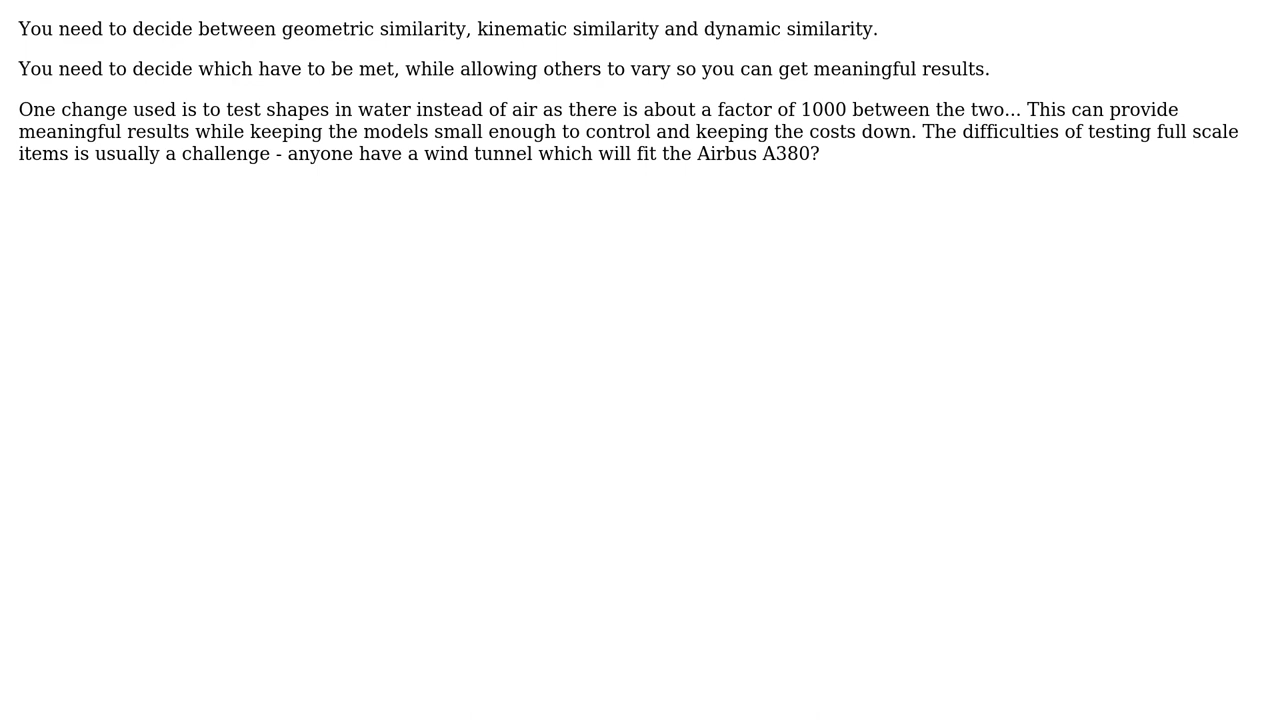 You need to decide between geometric similarity, kinematic similarity and dynamic similarity.
You need to decide which have to be met, while allowing others to vary so you can get meaningful results.
One change used is to test shapes in water instead of air as there is about a factor of 1000 between the two... This can provide
meaningful results while keeping the models small enough to control and keeping the costs down. The difficulties of testing full scale
items is usually a challenge - anyone have a wind tunnel which will fit the Airbus A380?